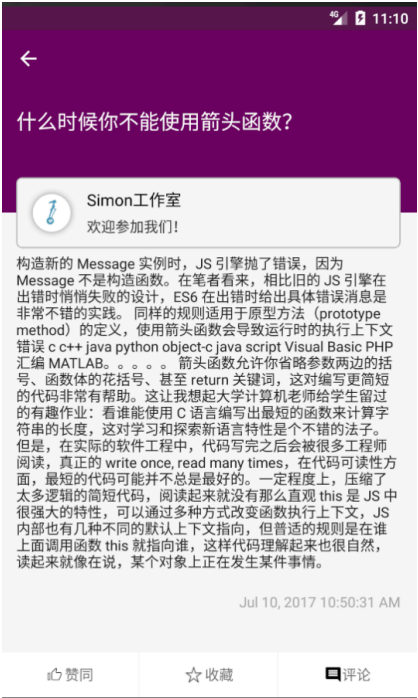 4G 11:10
什么时候你不能使用箭头函数？
Simon工作室
欢迎参加我们！
构造新的 Message 实例时，JS 引擎抛了错误，因为
Message 不是构造函数。在笔者看来，相比旧的 JS 引擎在
出错时悄悄失败的设计，ES6 在出错时给出具体错误消息是
非常不错的实践。 同样的规则适用于原型方法（prototype
method）的定义，使用箭头函数会导致运行时的执行上下文
错误 c c++ java python object-c java script Visual Basic PHP
汇编 MATLAB。。。。。 箭头函数允许你省略参数两边的括
号、函数体的花括号、甚至 return 关键词，这对编写更简短
的代码非常有帮助。这让我想起大学计算机老师给学生留过
的有趣作业：看谁能使用 C 语言编写出最短的函数来计算字
符串的长度，这对学习和探索新语言特性是个不错的法子。
但是，在实际的软件工程中，代码写完之后会被很多工程师
阅读，真正的 write once, read many times，在代码可读性方
面，最短的代码可能并不总是最好的。一定程度上，压缩了
太多逻辑的简短代码，阅读起来就没有那么直观 this 是 JS 中
很强大的特性，可以通过多种方式改变函数执行上下文，JS
内部也有几种不同的默认上下文指向，但普适的规则是在谁
上面调用函数 this 就指向谁，这样代码理解起来也很自然，
读起来就像在说，某个对象上正在发生某件事情。
Jul 10, 2017 10:50:31 AM
赞同 收藏 评论